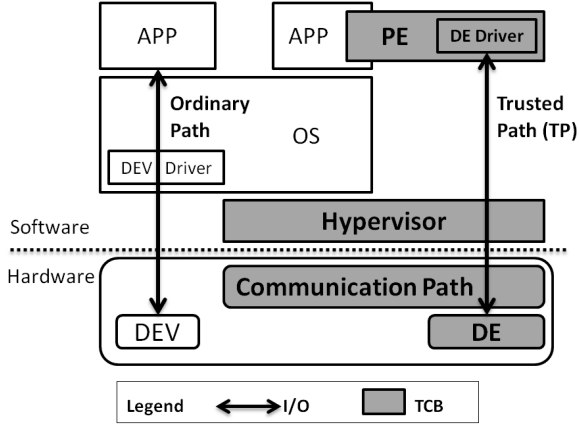 APP
APP
PE
DE Driver
Ordinary
Path
Trusted
Path (TP)
OS
DEV Driver
Hypervisor
Software
Hardware
Communication Path
DEV
DE
Legend
I/O
TCB